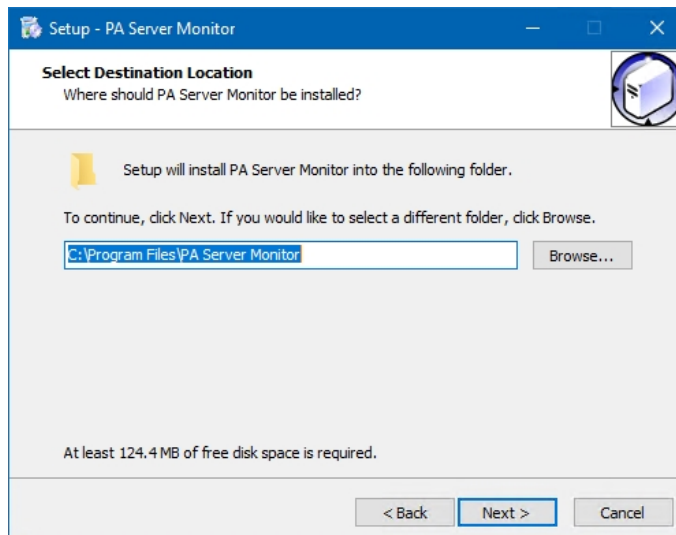 Setup - PA Server Monitor
Select Destination Location
Where should PA Server Monitor be installed?
Setup will install PA Server Monitor into the following folder.
To continue, click Next. If you would like to select a different folder, click Browse.
C:\Program Files\PA Server Monitor
Browse...
At least 124.4 MB of free disk space is required.
< Back
Next >
Cancel